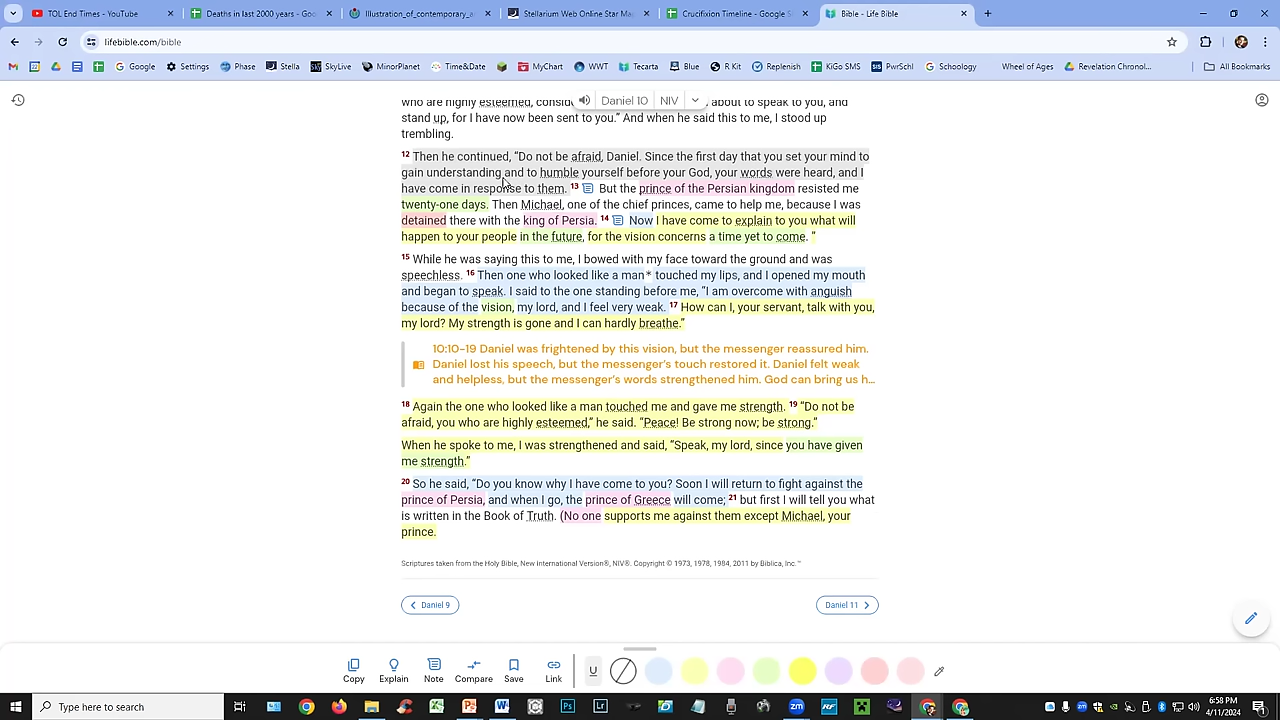 TOL End Times - YouTube
Deaths in last 2000 years - Goo
Illustration_of_contemporary_a
Stellarium Web Online Star Ma
Crucifixion Timeline - Google S
Bible - Life Bible
lifebible.com/bible
Google
Settings
Phase
Stella
SkyLive
MinorPlanet
Time&Date
MyChart
WWT
Tecarta
Blue
R Kit
Replenish
KiGo SMS
PwrSchl
Schoology
Wheel of Ages
Revelation Chronol...
All Bookmarks
Daniel 10 NIV
who are highly esteemed, consid about to speak to you, and
stand up, for I have now been sent to you.” And when he said this to me, I stood up
trembling.
12 Then he continued, “Do not be afraid, Daniel. Since the first day that you set your mind to
gain understanding and to humble yourself before your God, your words were heard, and I
have come in response to them. 13 But the prince of the Persian kingdom resisted me
twenty-one days. Then Michael, one of the chief princes, came to help me, because I was
detained there with the king of Persia. 14 Now I have come to explain to you what will
happen to your people in the future, for the vision concerns a time yet to come. ”
15 While he was saying this to me, I bowed with my face toward the ground and was
speechless. 16 Then one who looked like a man* touched my lips, and I opened my mouth
and began to speak. I said to the one standing before me, “I am overcome with anguish
because of the vision, my lord, and I feel very weak. 17 How can I, your servant, talk with you,
my lord? My strength is gone and I can hardly breathe.”
10:10-19 Daniel was frightened by this vision, but the messenger reassured him.
Daniel lost his speech, but the messenger’s touch restored it. Daniel felt weak
and helpless, but the messenger’s words strengthened him. God can bring us h...
18 Again the one who looked like a man touched me and gave me strength. 19 “Do not be
afraid, you who are highly esteemed,” he said. “Peace! Be strong now; be strong.”
When he spoke to me, I was strengthened and said, “Speak, my lord, since you have given
me strength.”
20 So he said, “Do you know why I have come to you? Soon I will return to fight against the
prince of Persia, and when I go, the prince of Greece will come; 21 but first I will tell you what
is written in the Book of Truth. (No one supports me against them except Michael, your
prince.
Scriptures taken from the Holy Bible, New International Version®, NIV®. Copyright © 1973, 1978, 1984, 2011 by Biblica, Inc.™
Daniel 9
Daniel 11
Copy
Explain
Note
Compare
Save
Link
U
Type here to search
6:58 PM
4/11/2024